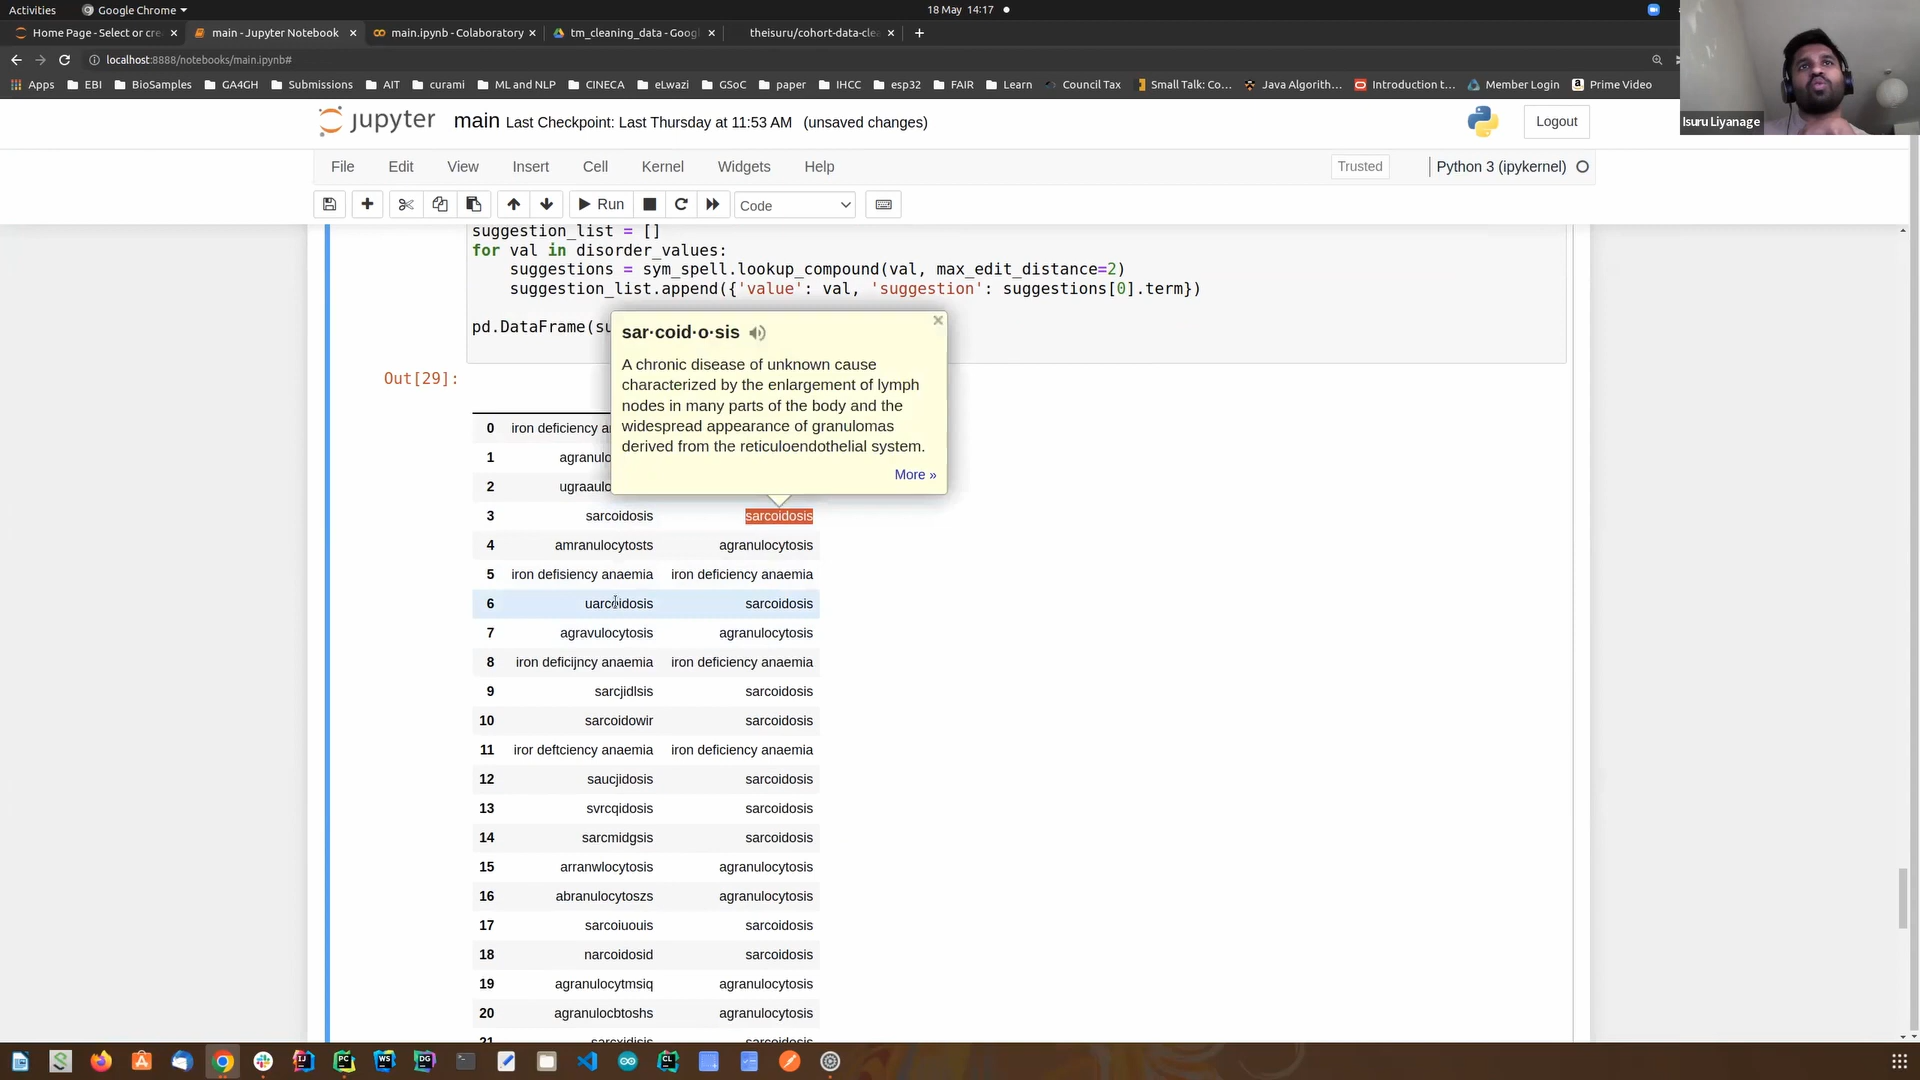 Activities Google Chrome 18 May 14:17
Home Page - Select or cre main - Jupyter Notebook main.ipynb - Colaboratory tm_cleaning_data - Goog theisuru/cohort-data-clea
localhost:8888/notebooks/main.ipynb#
Apps EBI BioSamples GA4GH Submissions AIT curami ML and NLP CINECA eLwazi GSoC paper IHCC esp32 FAIR Learn Council Tax Small Talk: Co... Java Algorith... Introduction t... Member Login Prime Video
Isuru Liyanage
jupyter main Last Checkpoint: Last Thursday at 11:53 AM (unsaved changes) Logout
File Edit View Insert Cell Kernel Widgets Help Trusted Python 3 (ipykernel)
Run Code
suggestion_list = []
for val in disorder_values:
suggestions = sym_spell.lookup_compound(val, max_edit_distance=2)
suggestion_list.append({'value': val, 'suggestion': suggestions[0].term})
pd.DataFrame(su
sar·coid·o·sis
A chronic disease of unknown cause
characterized by the enlargement of lymph
nodes in many parts of the body and the
widespread appearance of granulomas
derived from the reticuloendothelial system.
More »
Out[29]:
0 iron deficiency an
1 agranulo
2 ugraaulo
3 sarcoidosis sarcoidosis
4 amranulocytosts agranulocytosis
5 iron defisiency anaemia iron deficiency anaemia
6 uarcoidosis sarcoidosis
7 agravulocytosis agranulocytosis
8 iron deficijncy anaemia iron deficiency anaemia
9 sarcjidlsis sarcoidosis
10 sarcoidowir sarcoidosis
11 iror deftciency anaemia iron deficiency anaemia
12 saucjidosis sarcoidosis
13 svrcqidosis sarcoidosis
14 sarcmidgsis sarcoidosis
15 arranwlocytosis agranulocytosis
16 abranulocytoszs agranulocytosis
17 sarcoiuouis sarcoidosis
18 narcoidosid sarcoidosis
19 agranulocytmsiq agranulocytosis
20 agranulocbtoshs agranulocytosis